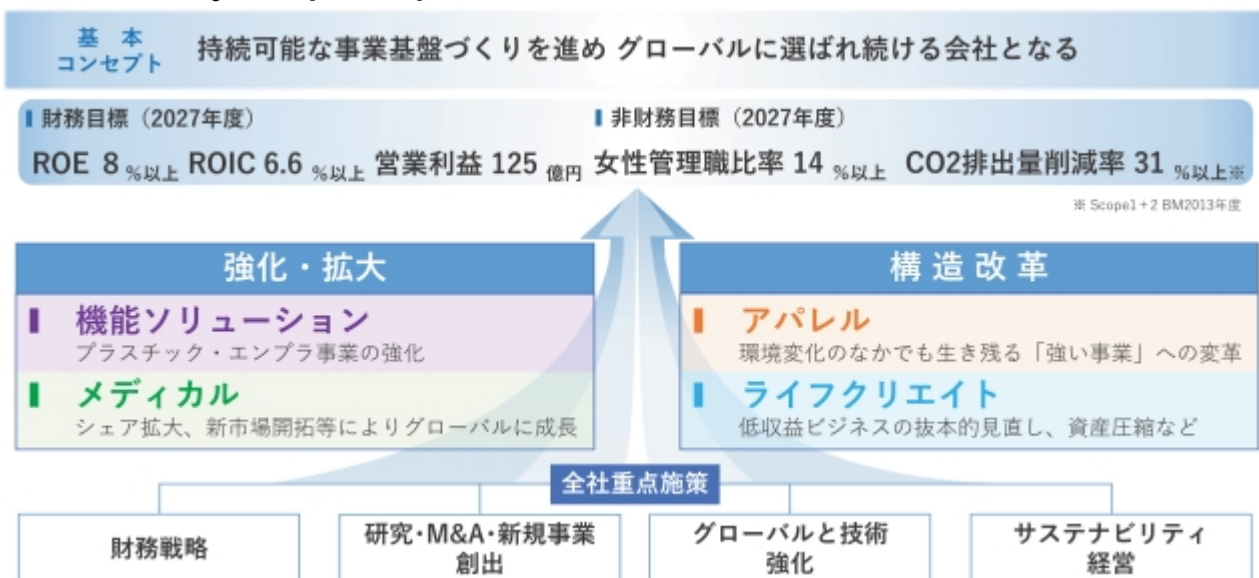 基本コンセプト
持続可能な事業基盤づくりを進め グローバルに選ばれ続ける会社となる
財務目標（2027年度）
ROE 8%以上 ROIC 6.6%以上 営業利益 125億円
非財務目標（2027年度）
女性管理職比率 14%以上 CO2排出量削減率 31%以上※
※ Scope1+2 BM2013年度
強化・拡大
機能ソリューション
プラスチック・エンプラ事業の強化
メディカル
シェア拡大、新市場開拓等によりグローバルに成長
構造改革
アパレル
環境変化のなかでも生き残る「強い事業」への変革
ライフクリエイト
低収益ビジネスの抜本的見直し、資産圧縮など
全社重点施策
財務戦略
研究・M&A・新規事業
創出
グローバルと技術
強化
サステナビリティ
経営